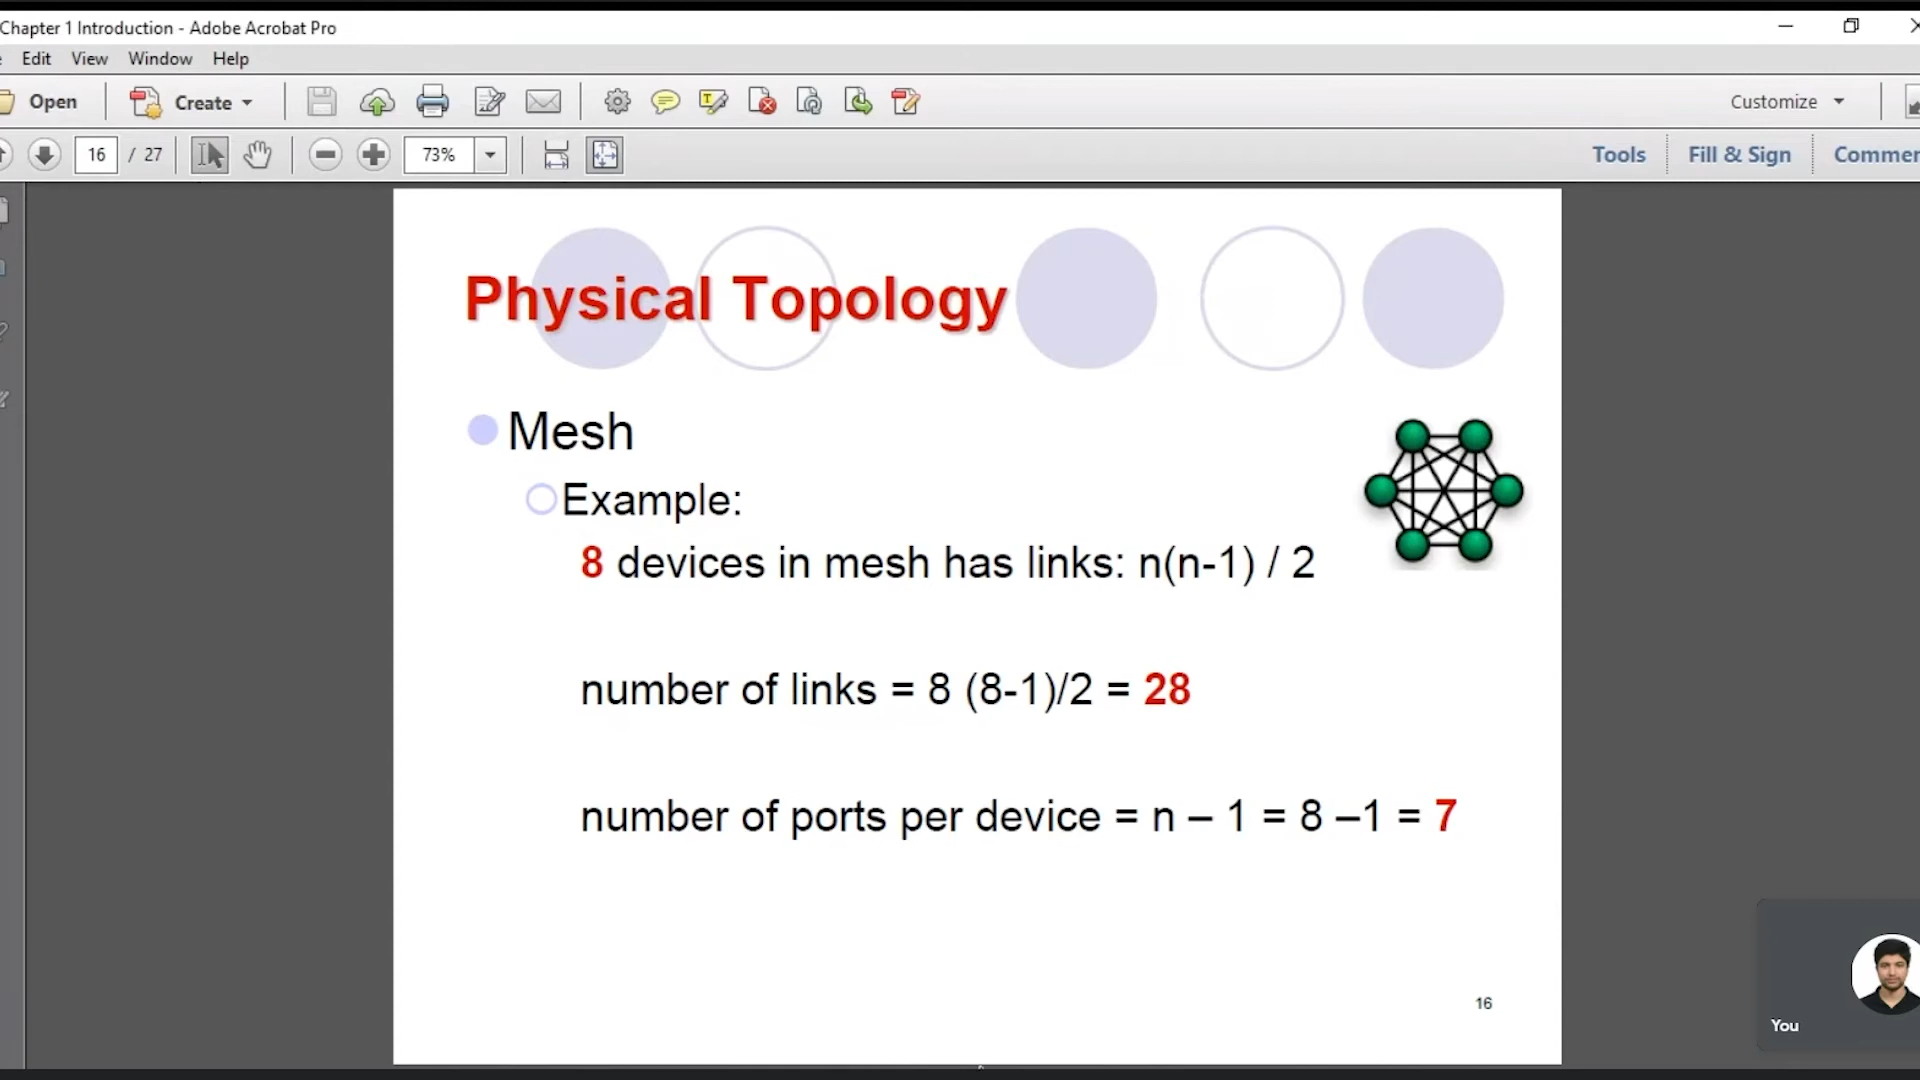 Chapter 1 Introduction - Adobe Acrobat Pro
Edit View Window Help
Open Create Customize
16 / 27 73% Tools Fill & Sign
Physical Topology
Mesh
Example:
8 devices in mesh has links: n(n-1) / 2
number of links = 8 (8-1)/2 = 28
number of ports per device = n – 1 = 8 –1 = 7
16
You